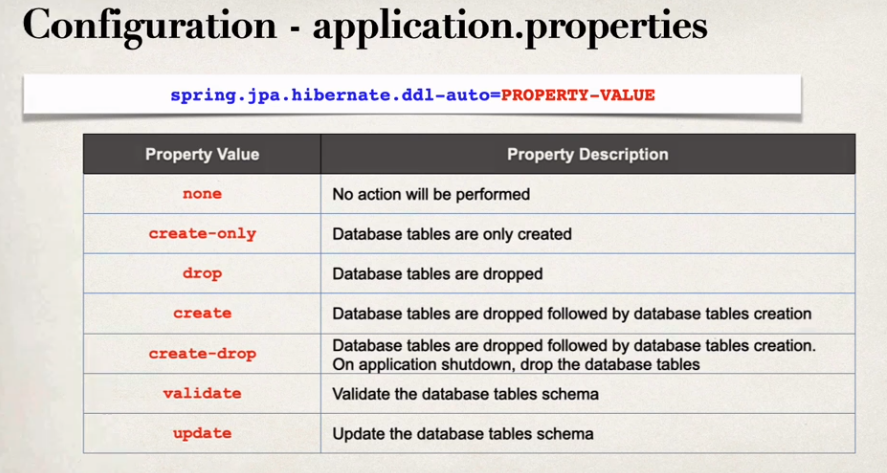 Configuration - application.properties
spring.jpa.hibernate.ddl-auto=PROPERTY-VALUE
Property Value Property Description
none No action will be performed
create-only Database tables are only created
drop Database tables are dropped
create Database tables are dropped followed by database tables creation
create-drop Database tables are dropped followed by database tables creation.
On application shutdown, drop the database tables
validate Validate the database tables schema
update Update the database tables schema